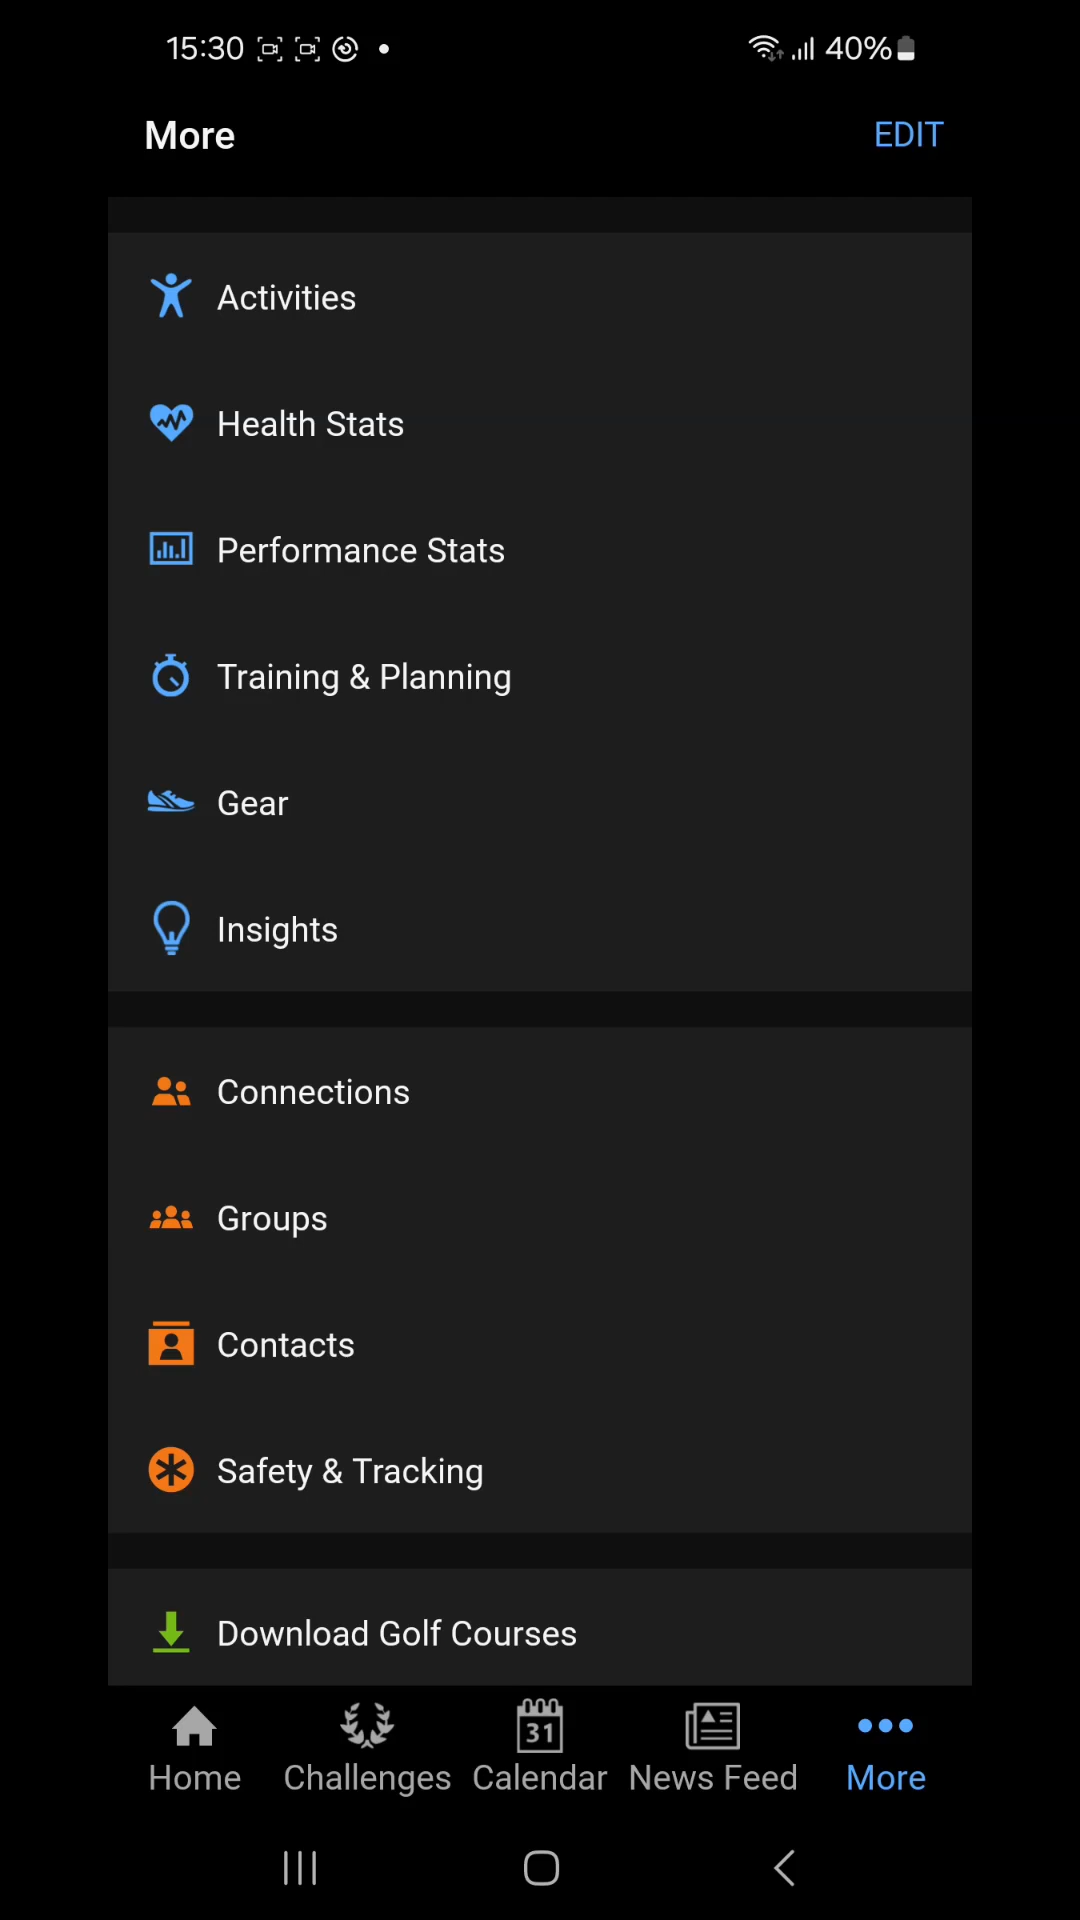 15:30 40%
More EDIT
Activities
Health Stats
Performance Stats
Training & Planning
Gear
Insights
Connections
Groups
Contacts
Safety & Tracking
Download Golf Courses
31
Home Challenges Calendar News Feed More